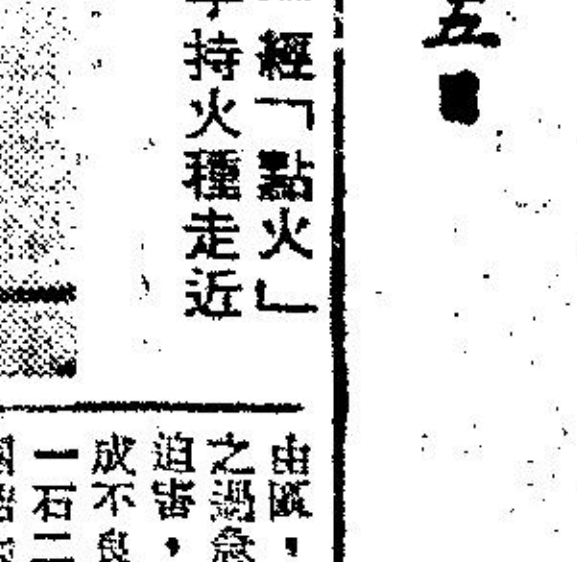 五
經「點火」
持火種走近
由匪，
之過急
迫害，
成不良
一石二